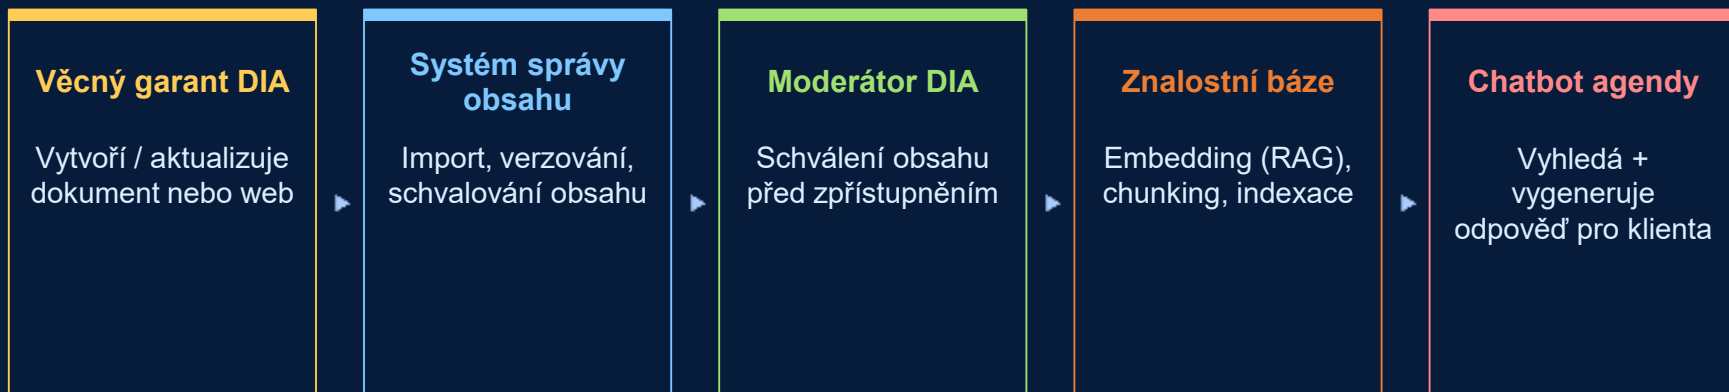 Věcný garant DIA
Vytvoří / aktualizuje
dokument nebo web
Systém správy
obsahu
Import, verzování,
schvalování obsahu
Moderátor DIA
Schválení obsahu
před zpřístupněním
Znalostní báze
Embedding (RAG),
chunking, indexace
Chatbot agendy
Vyhledá +
vygeneruje
odpověď pro klienta